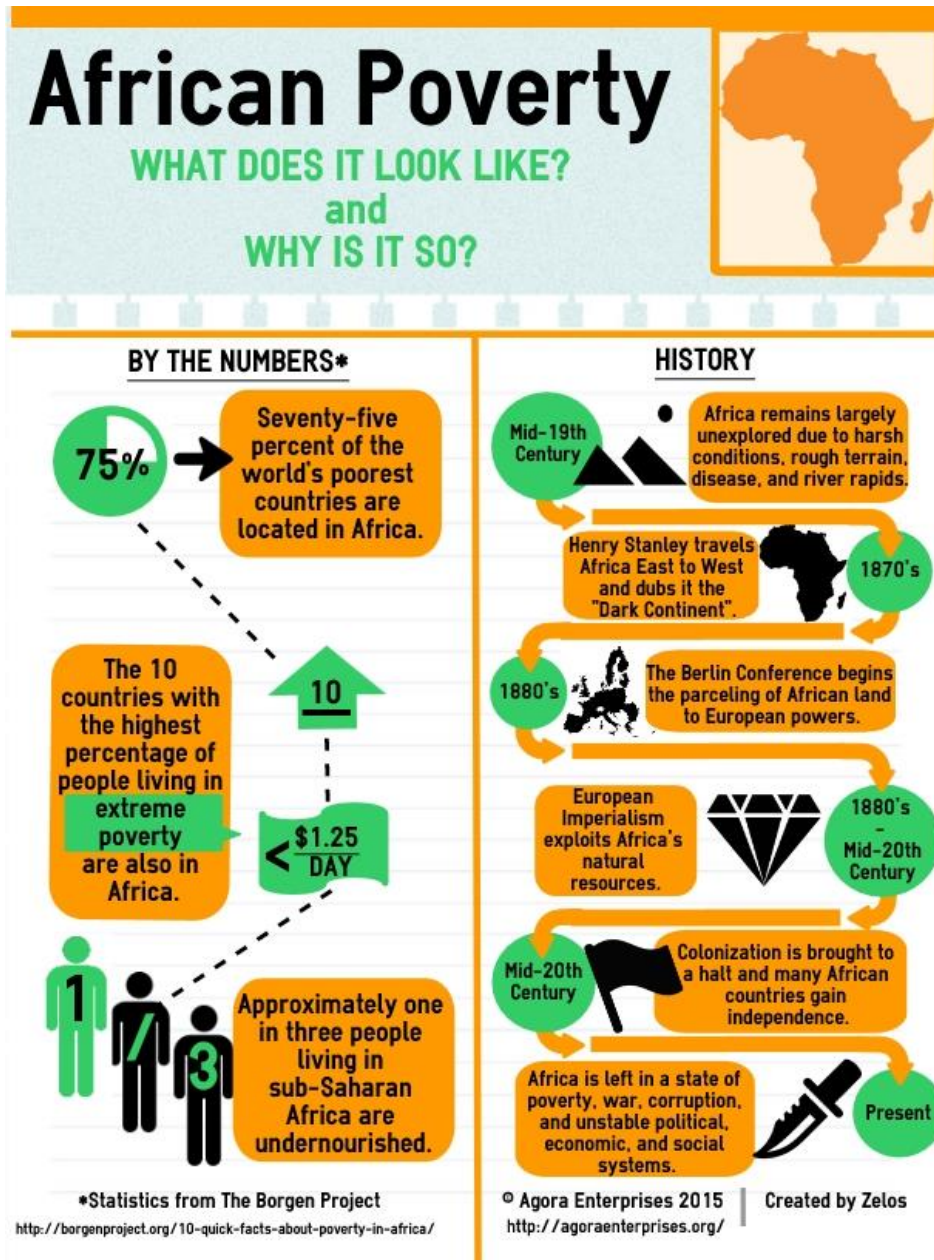 African Poverty
WHAT DOES IT LOOK LIKE?
and
WHY IS IT SO?
BY THE NUMBERS*
75%
Seventy-five
percent of the
world's poorest
countries are
located in Africa.
The 10
countries with
the highest
percentage of
people living in
extreme
poverty
are also in
Africa.
10
< $1.25
DAY
1/3
Approximately one
in three people
living in
sub-Saharan
Africa are
undernourished.
*Statistics from The Borgen Project
http://borgenproject.org/10-quick-facts-about-poverty-in-africa/
HISTORY
Mid-19th
Century
Africa remains largely
unexplored due to harsh
conditions, rough terrain,
disease, and river rapids.
Henry Stanley travels
Africa East to West
and dubs it the
"Dark Continent".
1870's
1880's
The Berlin Conference begins
the parceling of African land
to European powers.
European
Imperialism
exploits Africa's
natural
resources.
1880's
-
Mid-20th
Century
Mid-20th
Century
Colonization is brought to
a halt and many African
countries gain
independence.
Africa is left in a state of
poverty, war, corruption,
and unstable political,
economic, and social
systems.
Present
© Agora Enterprises 2015
http://agoraenterprises.org/
Created by Zelos